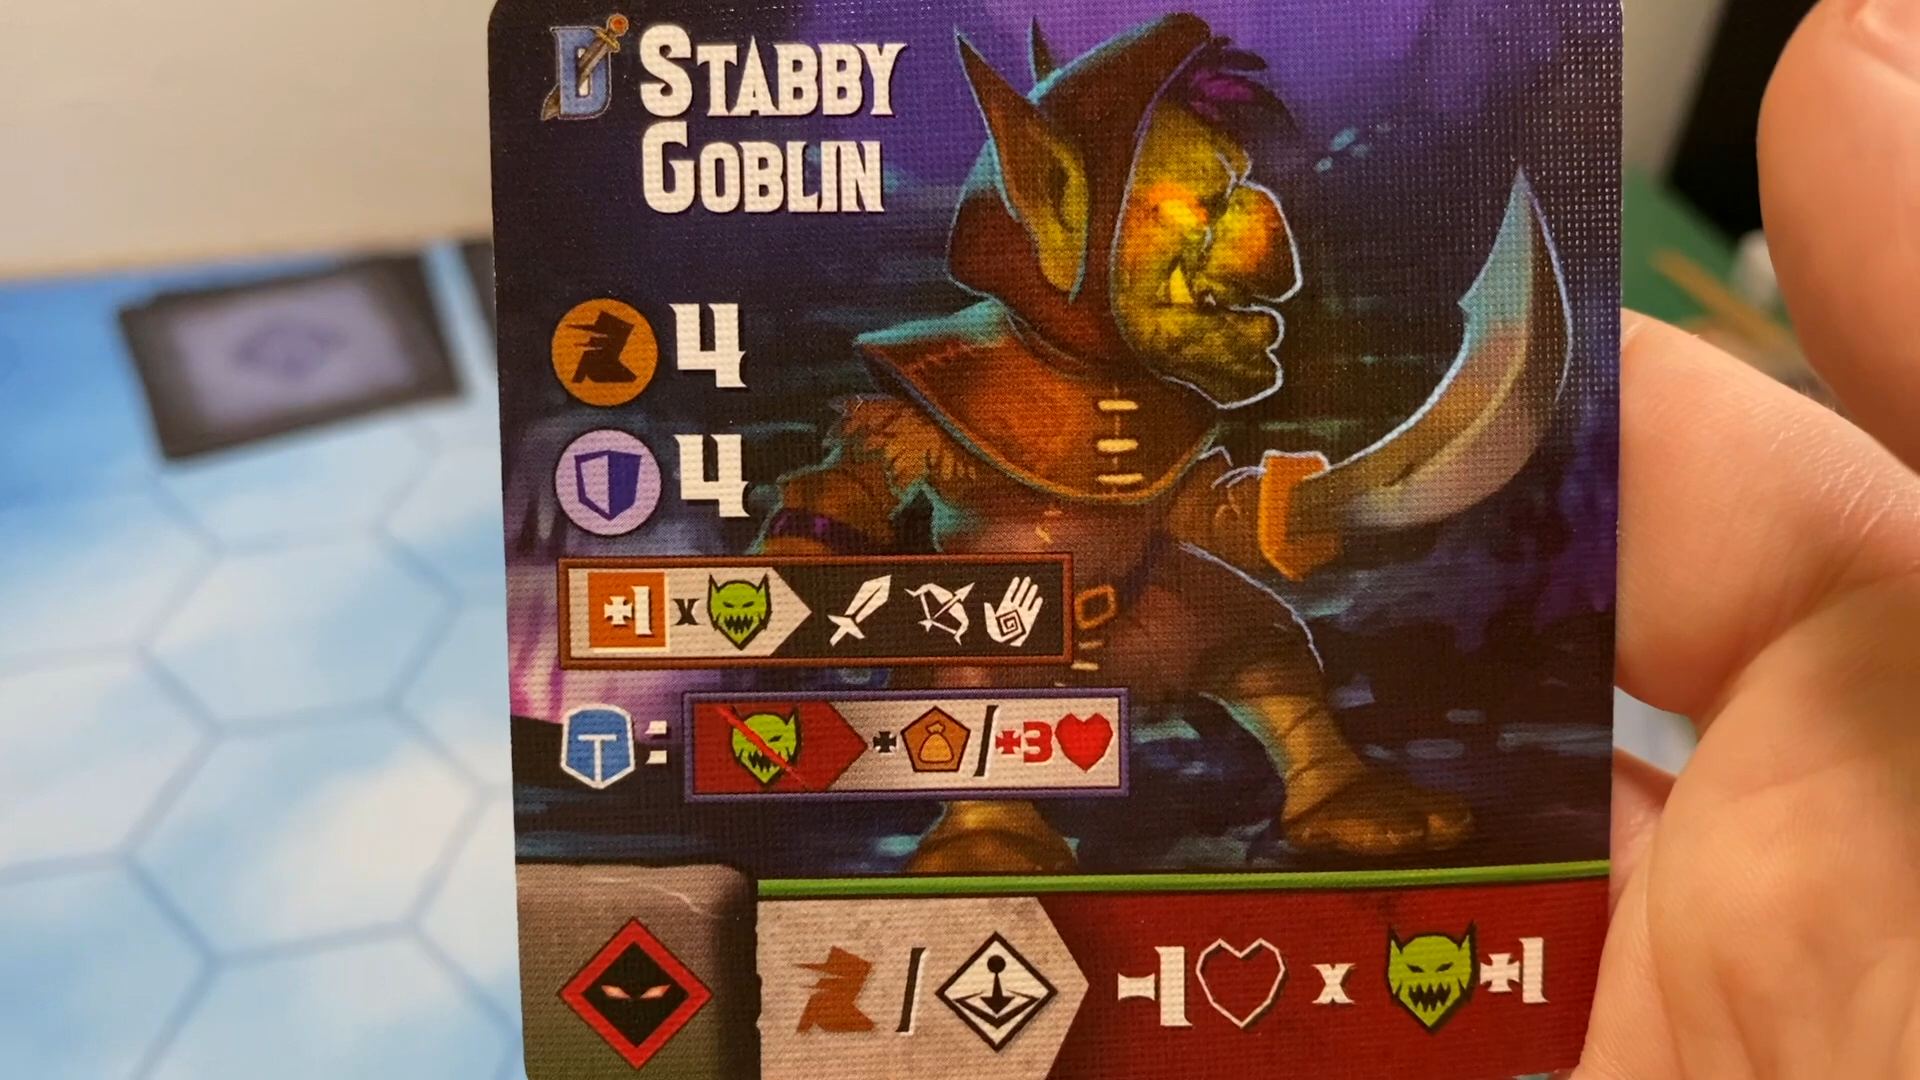 D STABBY
GOBLIN
4
4
+1 x
T : + / +3
/ -1 x +1